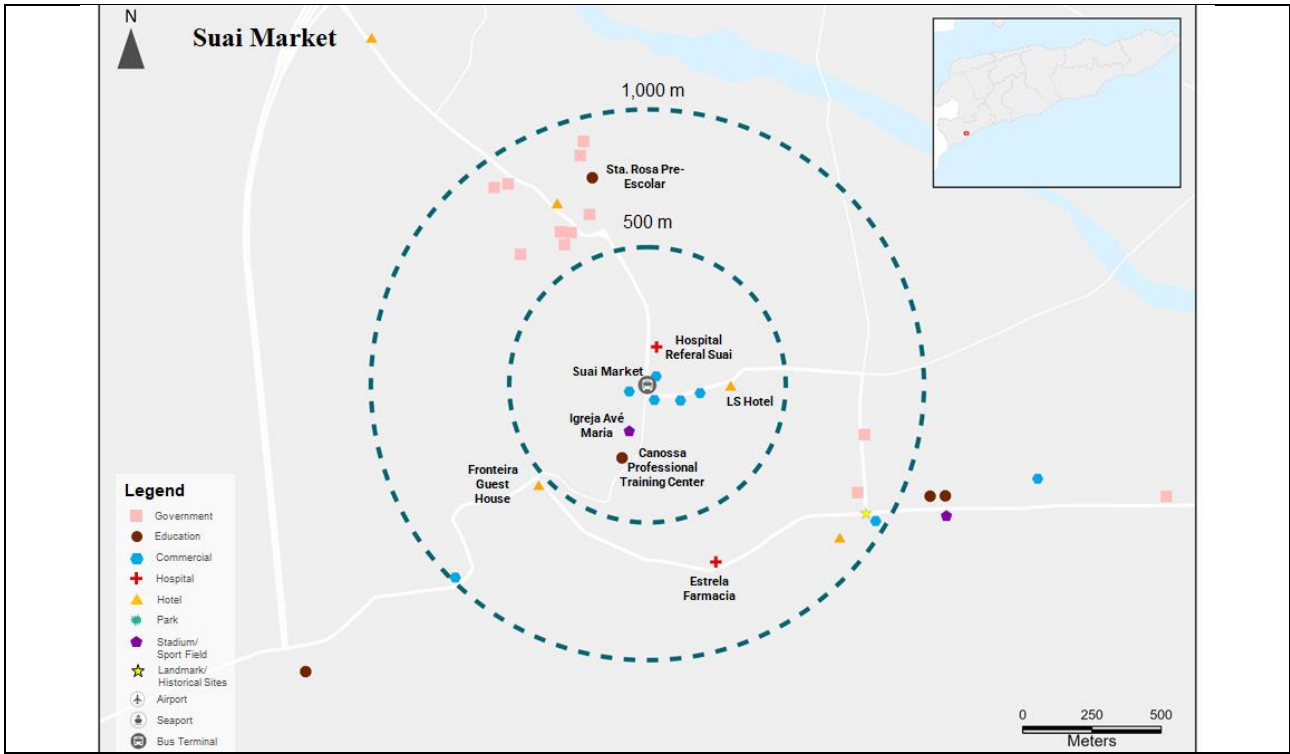 N
Suai Market
1,000 m
Sta. Rosa Pre-
Escolar
500 m
Hospital
Referal Suai
Suai Market
LS Hotel
Igreja Avé
Maria
Canossa
Professional
Training Center
Fronteira
Guest
House
Estrela
Farmacia
Legend
Government
Education
Commercial
Hospital
Hotel
Park
Stadium/
Sport Field
Landmark/
Historical Sites
Airport
Seaport
Bus Terminal
0 250 500
Meters